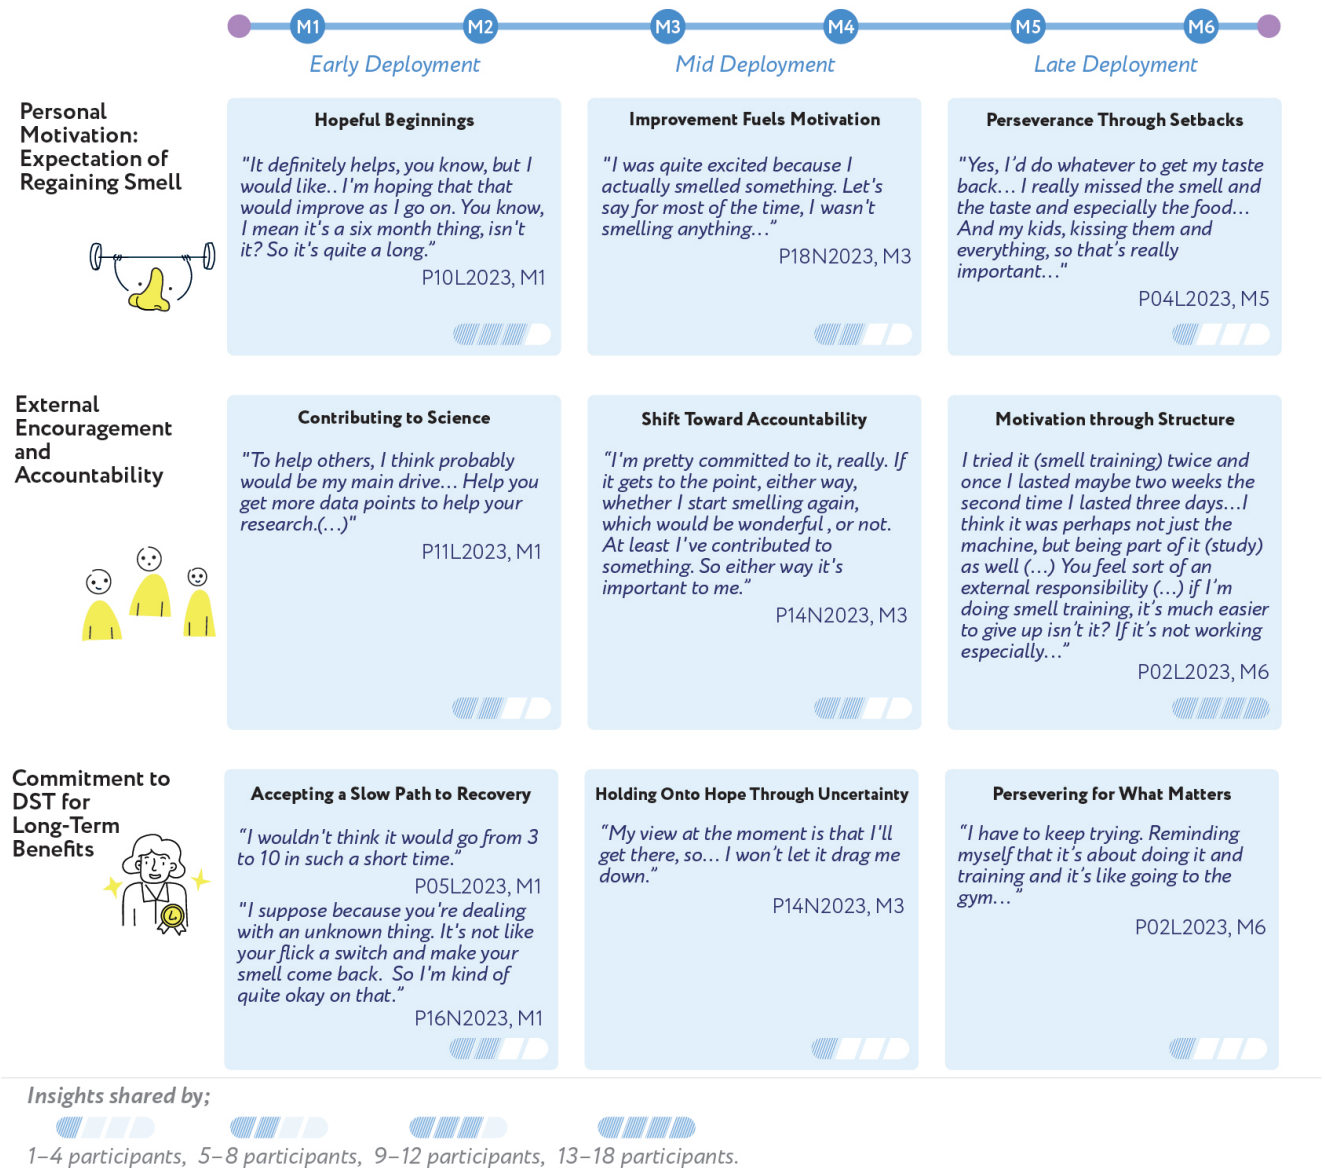 M1 M2 M3 M4 M5 M6
Early Deployment
Mid Deployment
Late Deployment
Personal
Motivation:
Expectation of
Regaining Smell
Hopeful Beginnings
"It definitely helps, you know, but I
would like.. I'm hoping that that
would improve as I go on. You know,
I mean it's a six month thing, isn't
it? So it's quite a long.”
P10L2023, M1
Improvement Fuels Motivation
"I was quite excited because I
actually smelled something. Let's
say for most of the time, I wasn't
smelling anything...”
P18N2023, M3
Perseverance Through Setbacks
"Yes, I’d do whatever to get my taste
back... I really missed the smell and
the taste and especially the food...
And my kids, kissing them and
everything, so that’s really
important..."
P04L2023, M5
External
Encouragement
and
Accountability
Contributing to Science
"To help others, I think probably
would be my main drive... Help you
get more data points to help your
research.(...)"
P11L2023, M1
Shift Toward Accountability
“I'm pretty committed to it, really. If
it gets to the point, either way,
whether I start smelling again,
which would be wonderful , or not.
At least I've contributed to
something. So either way it's
important to me.”
P14N2023, M3
Motivation through Structure
I tried it (smell training) twice and
once I lasted maybe two weeks the
second time I lasted three days...I
think it was perhaps not just the
machine, but being part of it (study)
as well (...) You feel sort of an
external responsibility (...) if I’m
doing smell training, it’s much easier
to give up isn’t it? If it’s not working
especially...”
P02L2023, M6
Commitment to
DST for
Long-Term
Benefits
Accepting a Slow Path to Recovery
“I wouldn't think it would go from 3
to 10 in such a short time.”
P05L2023, M1
"I suppose because you're dealing
with an unknown thing. It's not like
your flick a switch and make your
smell come back. So I'm kind of
quite okay on that.”
P16N2023, M1
Holding Onto Hope Through Uncertainty
“My view at the moment is that I'll
get there, so... I won’t let it drag me
down.”
P14N2023, M3
Persevering for What Matters
“I have to keep trying. Reminding
myself that it’s about doing it and
training and it’s like going to the
gym... ”
P02L2023, M6
Insights shared by;
1–4 participants, 5–8 participants, 9–12 participants, 13–18 participants.